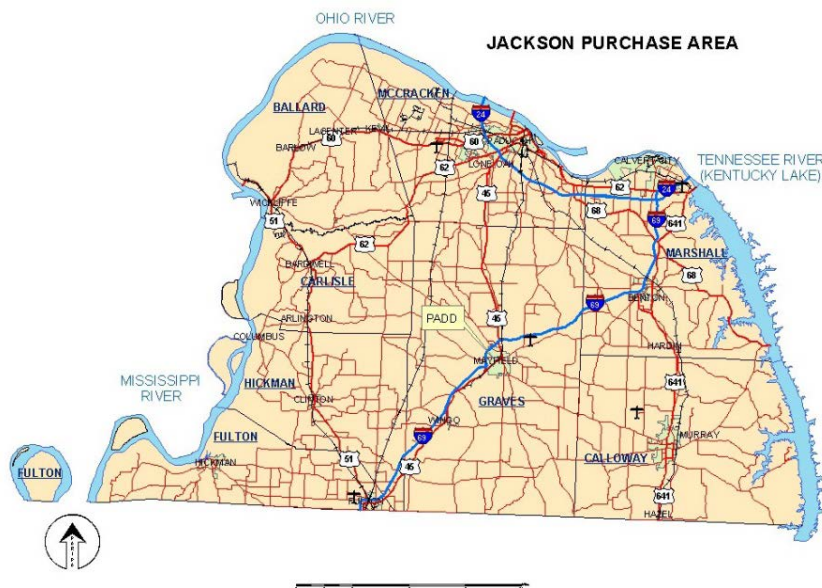 OHIO RIVER
JACKSON PURCHASE AREA
MCCRACKEN
BALLARD
24
LACENTER
KEVIL
60
60
PADUCAH
BARLOW
LONE OAK
CALVERT CITY
TENNESSEE RIVER
(KENTUCKY LAKE)
62
45
62
24
WICKLIFFE
68
51
69
641
62
MARSHALL
BARDWELL
68
CARLISLE
BENTON
69
ARLINGTON
PADD
45
COLUMBUS
HARDIN
MAYFIELD
MISSISSIPPI
RIVER
HICKMAN
641
CLINTON
GRAVES
WINGO
FULTON
69
MURRAY
51
45
CALLOWAY
HICKMAN
FULTON
641
FULTON
HAZEL